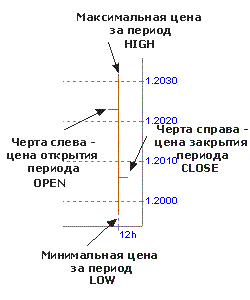 Максимальная цена
за период
HIGH
1.2030
1.2020
Черта слева -
цена открытия
периода
OPEN
Черта справа -
цена закрытия
периода
CLOSE
1.2010
1.2000
12h
Минимальная цена
за период
LOW